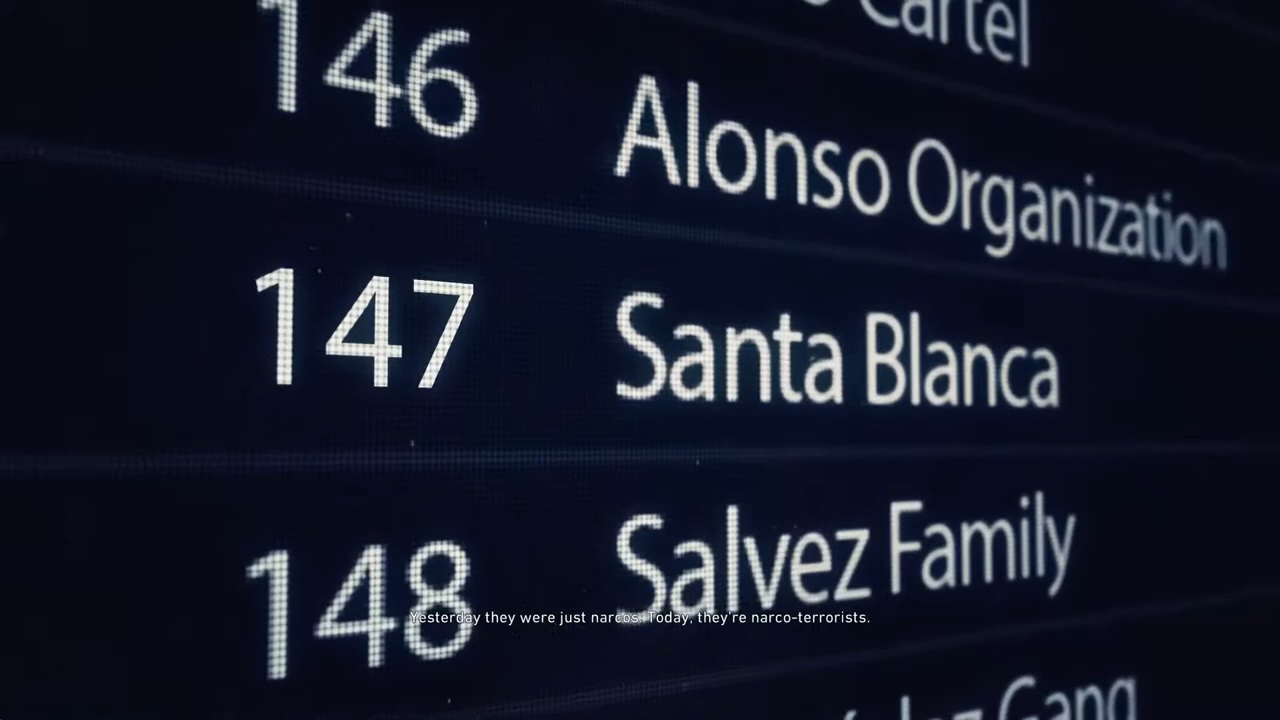 Cartel
146 Alonso Organization
147 Santa Blanca
148 Salvez Family
Yesterday they were just narcos. Today, they're narco-terrorists.
Gang